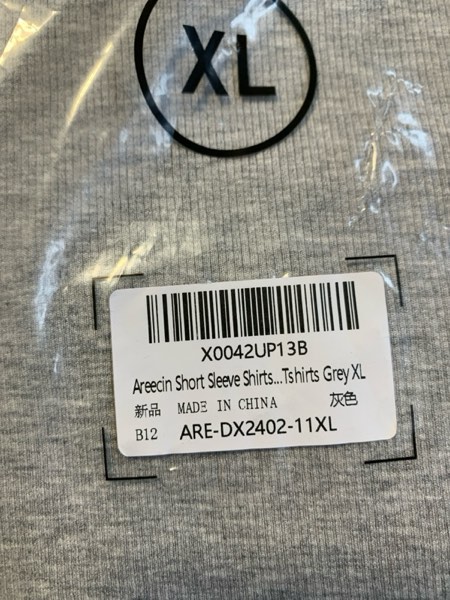 XL
X0042UP13B
Areecin Short Sleeve Shirts...Tshirts Grey XL
新品 MADE IN CHINA 灰色
B12 ARE-DX2402-11XL